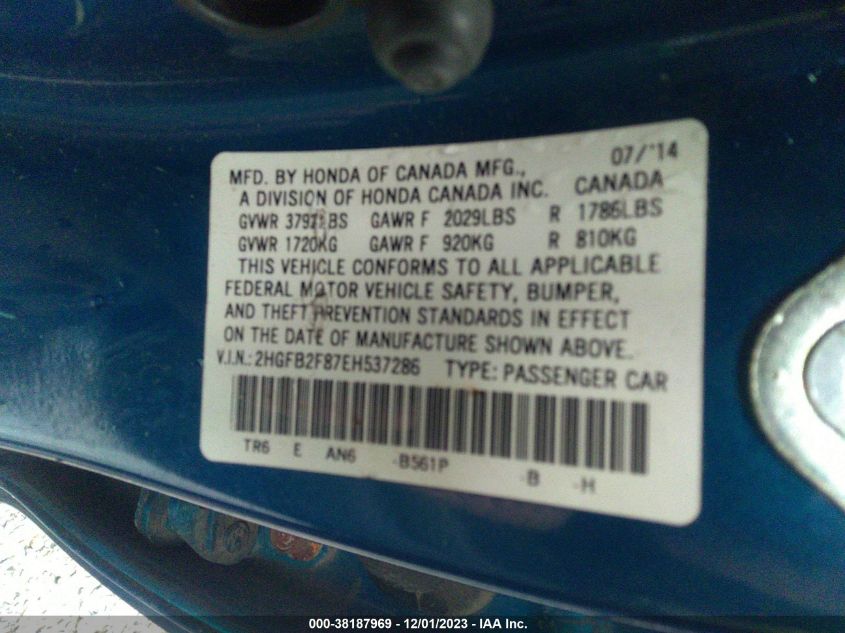 07/'14
MFD. BY HONDA OF CANADA MFG.,
A DIVISION OF HONDA CANADA INC. CANADA
GVWR 3792LBS GAWR F 2029LBS R 1786LBS
GVWR 1720KG GAWR F 920KG R 810KG
THIS VEHICLE CONFORMS TO ALL APPLICABLE
FEDERAL MOTOR VEHICLE SAFETY, BUMPER,
AND THEFT PREVENTION STANDARDS IN EFFECT
ON THE DATE OF MANUFACTURE SHOWN ABOVE.
V.I.N.: 2HGFB2F87EH537286 TYPE: PASSENGER CAR
TR6 E AN6 -B561P -B -H
000-38187969 - 12/01/2023 - IAA Inc.